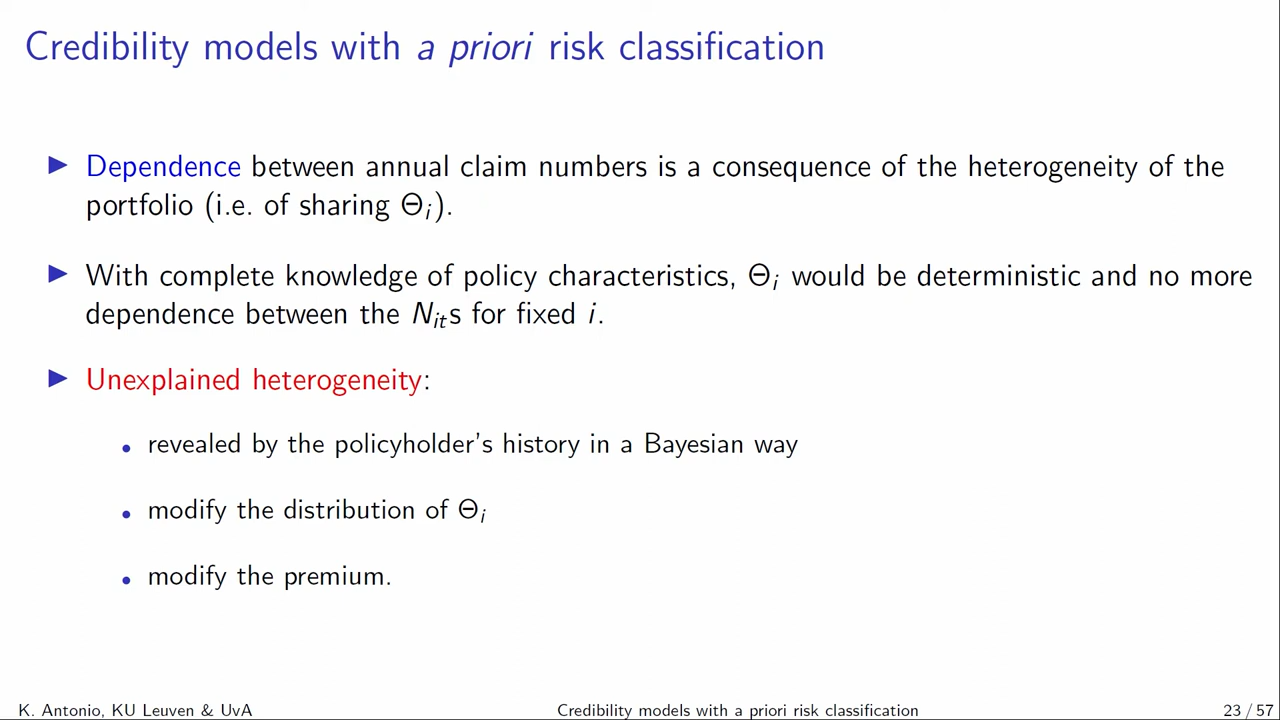 Credibility models with a priori risk classification
▶ Dependence between annual claim numbers is a consequence of the heterogeneity of the
portfolio (i.e. of sharing Θi).
▶ With complete knowledge of policy characteristics, Θi would be deterministic and no more
dependence between the Nits for fixed i.
▶ Unexplained heterogeneity:
• revealed by the policyholder's history in a Bayesian way
• modify the distribution of Θi
• modify the premium.
K. Antonio, KU Leuven & UvA Credibility models with a priori risk classification 23 / 57